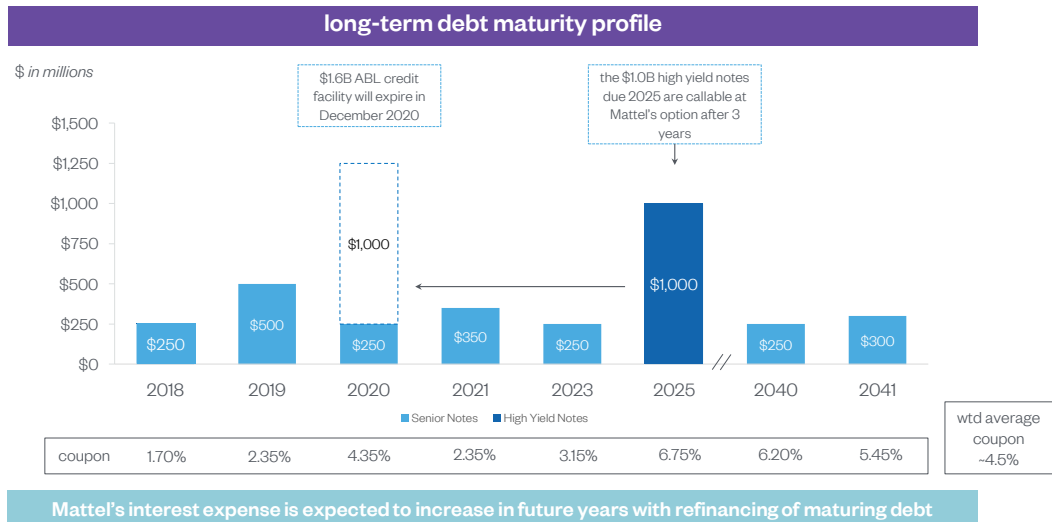 long-term debt maturity profile
$ in millions
$1.6B ABL credit
facility will expire in
December 2020
the $1.0B high yield notes
due 2025 are callable at
Mattel's option after 3
years
$1,500
$1,250
$1,000
$750
$500
$250
$0
$250
$500
$1,000
$250
$350
$250
$1,000
$250
$300
2018 2019 2020 2021 2023 2025 2040 2041
Senior Notes High Yield Notes
coupon 1.70% 2.35% 4.35% 2.35% 3.15% 6.75% 6.20% 5.45%
wtd average
coupon
~4.5%
Mattel's interest expense is expected to increase in future years with refinancing of maturing debt